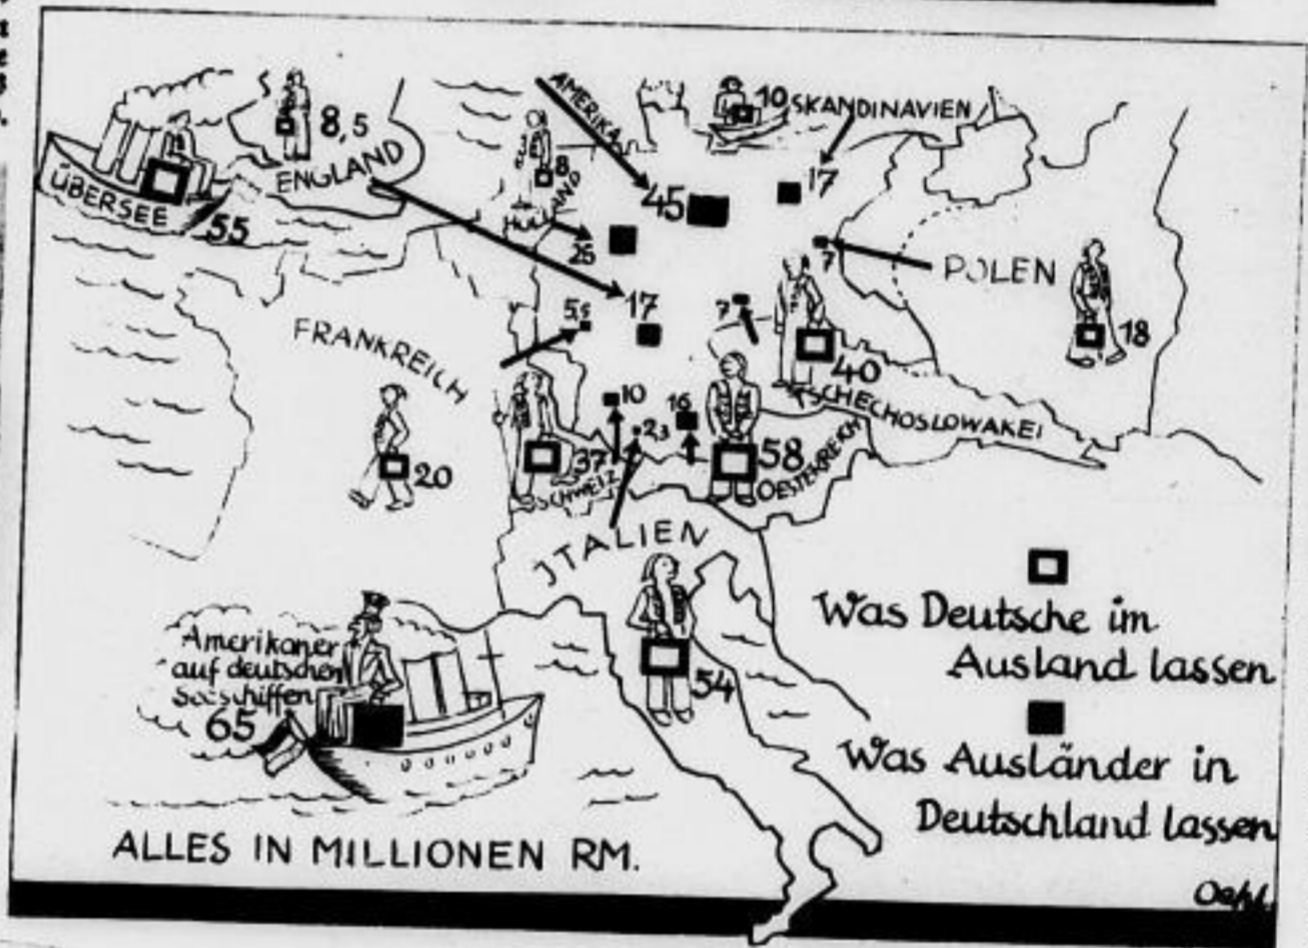 AMERIKA
10 SKANDINAVIEN
8,5
ENGLAND
8
ÜBERSEE
55
45
17
25
7
POLEN
18
17
5,5
7
FRANKREICH
40
TSCHECHOSLOWAKEI
10
16
2,3
20
37
SCHWEIZ
58
OESTERREICH
ITALIEN
54
Amerikaner
auf deutschen
Seeschiffen
65
Was Deutsche im
Ausland lassen
Was Ausländer in
Deutschland lassen
ALLES IN MILLIONEN RM.